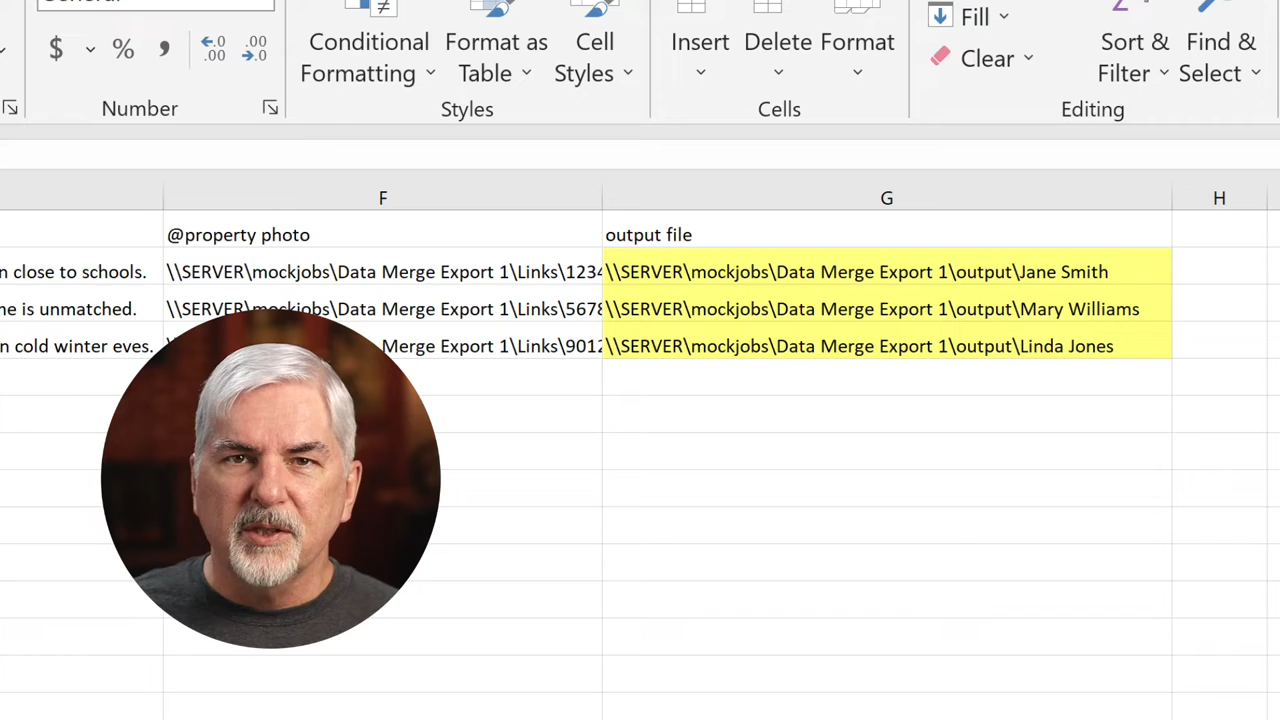 Fill
$ % ,
Conditional Formatting
Format as Table
Cell Styles
Insert
Delete
Format
Clear
Sort & Filter
Find & Select
Number
Styles
Cells
Editing
F G H
@property photo output file
n close to schools. \\SERVER\mockjobs\Data Merge Export 1\Links\1234 \\SERVER\mockjobs\Data Merge Export 1\output\Jane Smith
ne is unmatched. \\SERVER\mockjobs\Data Merge Export 1\Links\5678 \\SERVER\mockjobs\Data Merge Export 1\output\Mary Williams
n cold winter eves. Merge Export 1\Links\9012 \\SERVER\mockjobs\Data Merge Export 1\output\Linda Jones